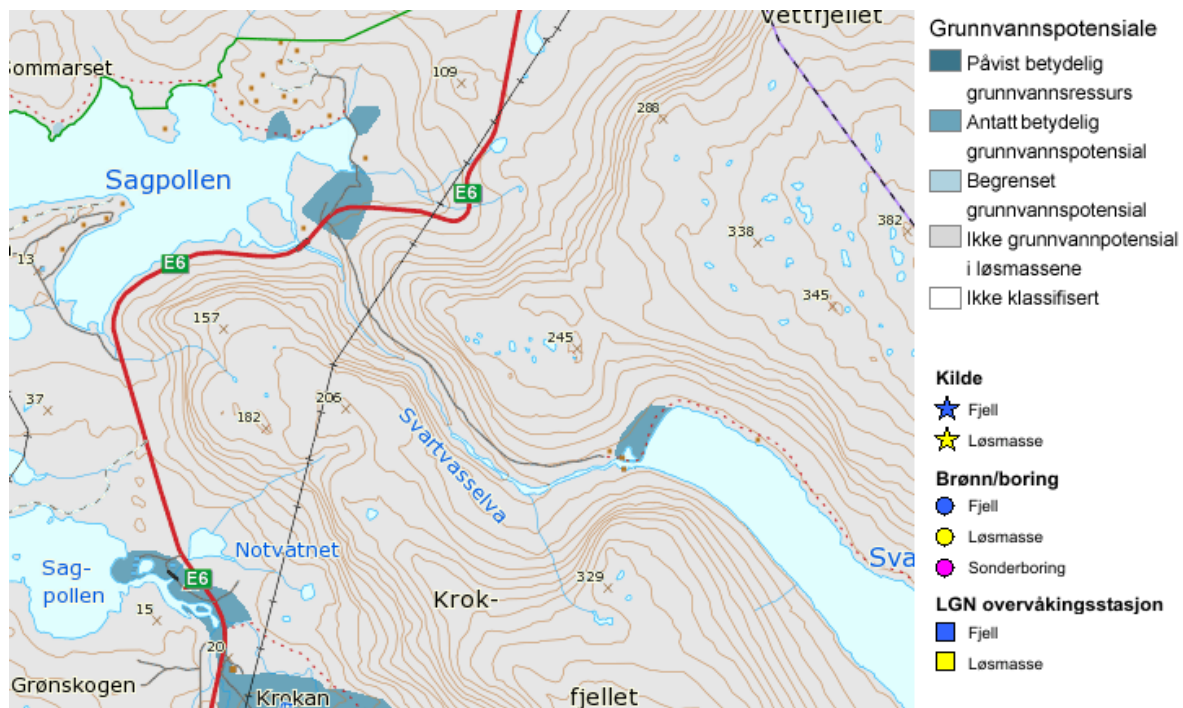 Vettfjellet
Sommarset
109
288
Sagpollen
E6
382
338
13
E6
345
157
245
37
206
182
Svartvasselva
Notvatnet
Sva
Sag-
pollen
E6
329
15
Krok-
20
Grønskogen
Krokan
fjellet
Grunnvannspotensiale
Påvist betydelig
grunnvannsressurs
Antatt betydelig
grunnvannspotensial
Begrenset
grunnvannspotensial
Ikke grunnvannpotensial
i løsmassene
Ikke klassifisert
Kilde
Fjell
Løsmasse
Brønn/boring
Fjell
Løsmasse
Sonderboring
LGN overvåkingsstasjon
Fjell
Løsmasse